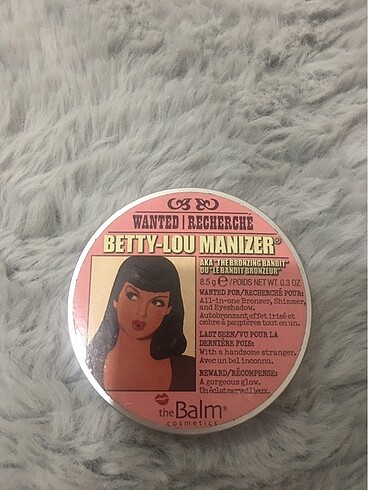 WANTED | RECHERCHÉ
BETTY-LOU MANIZER®
AKA "THE BRONZING BANDIT"
OU "LE BANDIT BRONZEUR"
8.5 g ℮ / POIDS NET WT. 0.3 OZ
WANTED FOR/RECHERCHÉ POUR:
All-in-one Bronzer, Shimmer,
and Eyeshadow.
Autobronzant effet irisé et
ombre à paupières tout en un.
LAST SEEN/VU POUR LA
DERNIÈRE FOIS:
With a handsome stranger.
Avec un bel inconnu.
REWARD/RÉCOMPENSE:
A gorgeous glow.
Un éclat merveilleux.
theBalm®
cosmetics